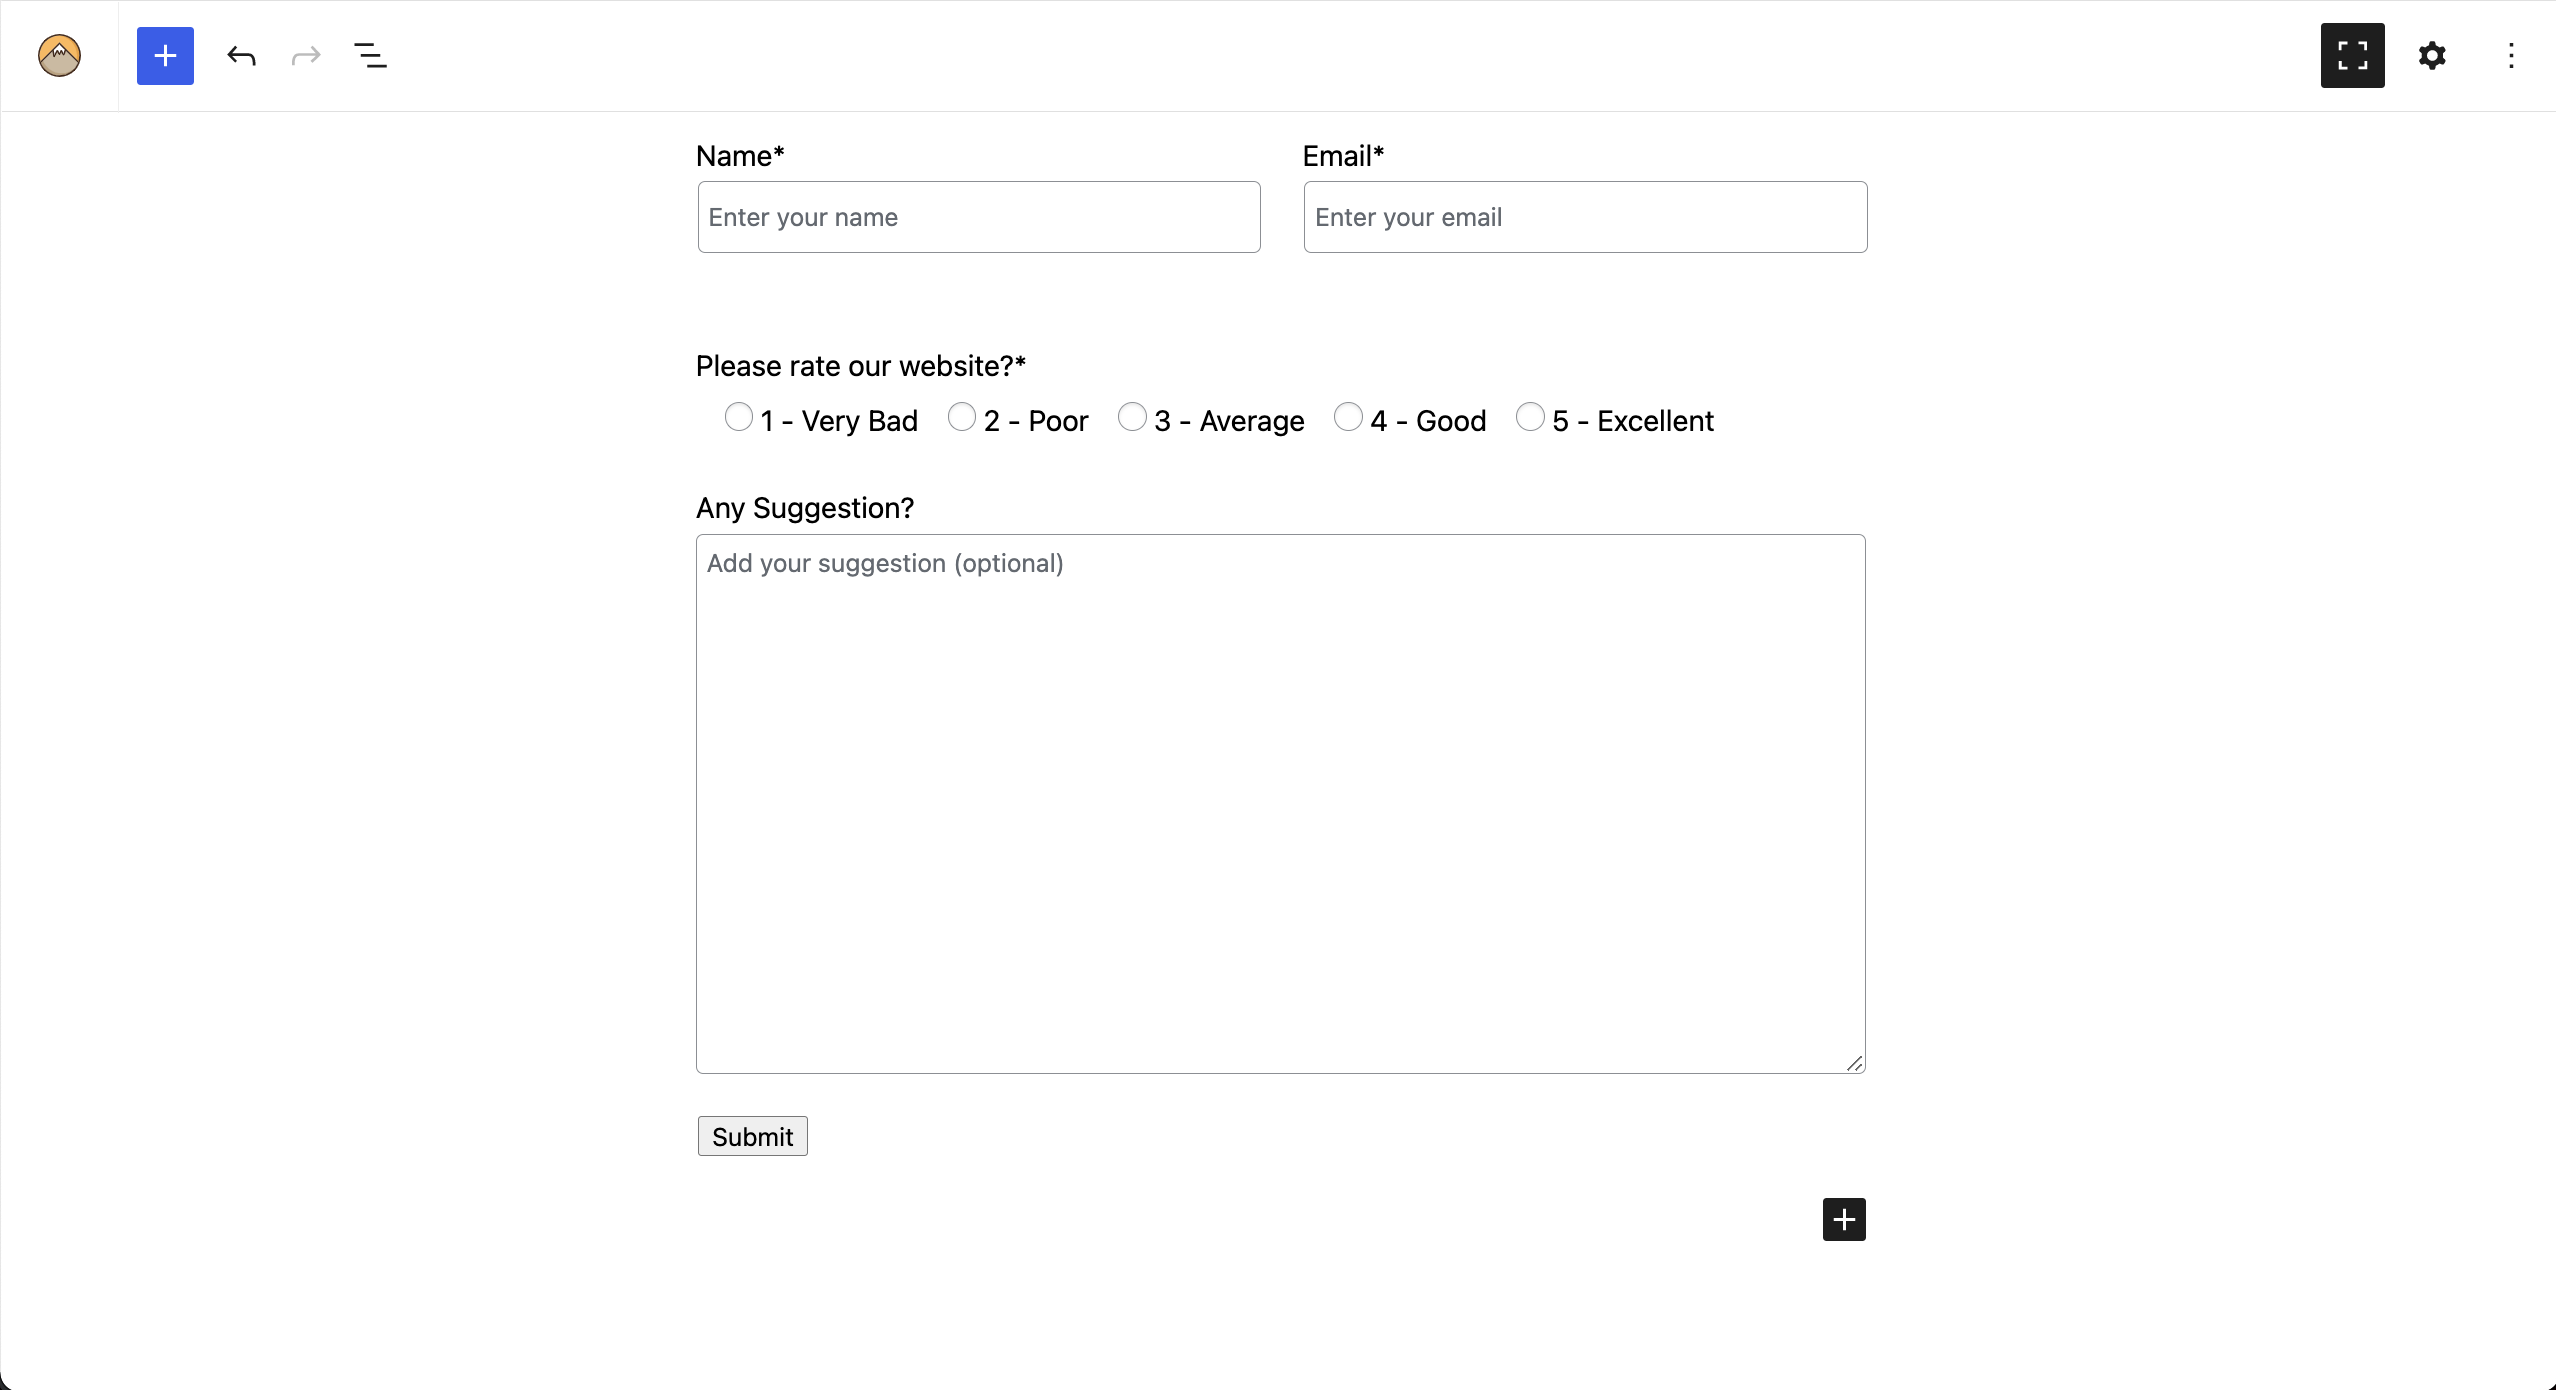 Name*
Email*
Enter your name
Enter your email
Please rate our website?*
1 - Very Bad
2 - Poor
3 - Average
4 - Good
5 - Excellent
Any Suggestion?
Add your suggestion (optional)
Submit